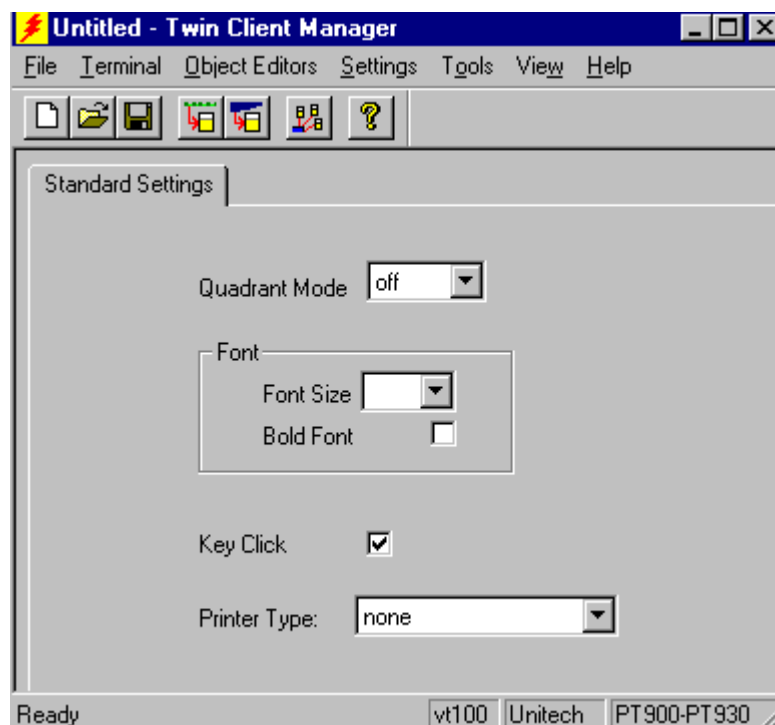 Untitled - Twin Client Manager
File Terminal Object Editors Settings Tools View Help
Standard Settings
Quadrant Mode off
Font
Font Size
Bold Font
Key Click
Printer Type: none
Ready vt100 Unitech PT900-PT930